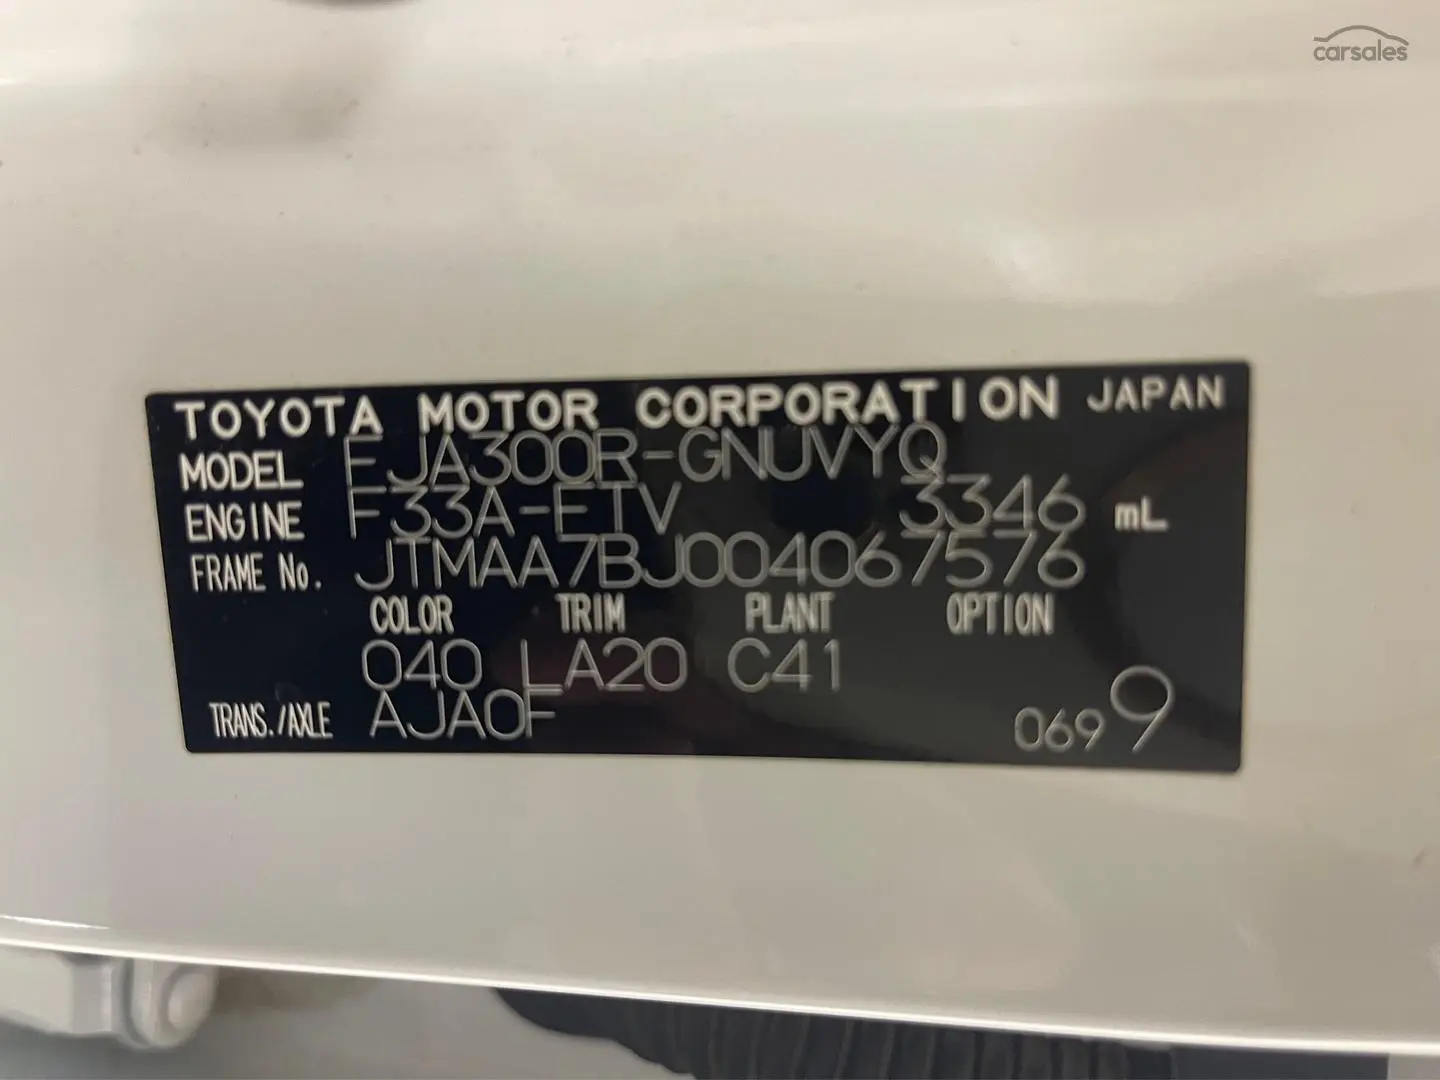 carsales
TOYOTA MOTOR CORPORATION JAPAN
MODEL FJA300R-GNUVYQ
ENGINE F33A-FTV 3346 mL
FRAME No. JTMAA7BJ004067576
COLOR TRIM PLANT OPTION
040 LA20 C41
TRANS./AXLE AJA0F 069 9